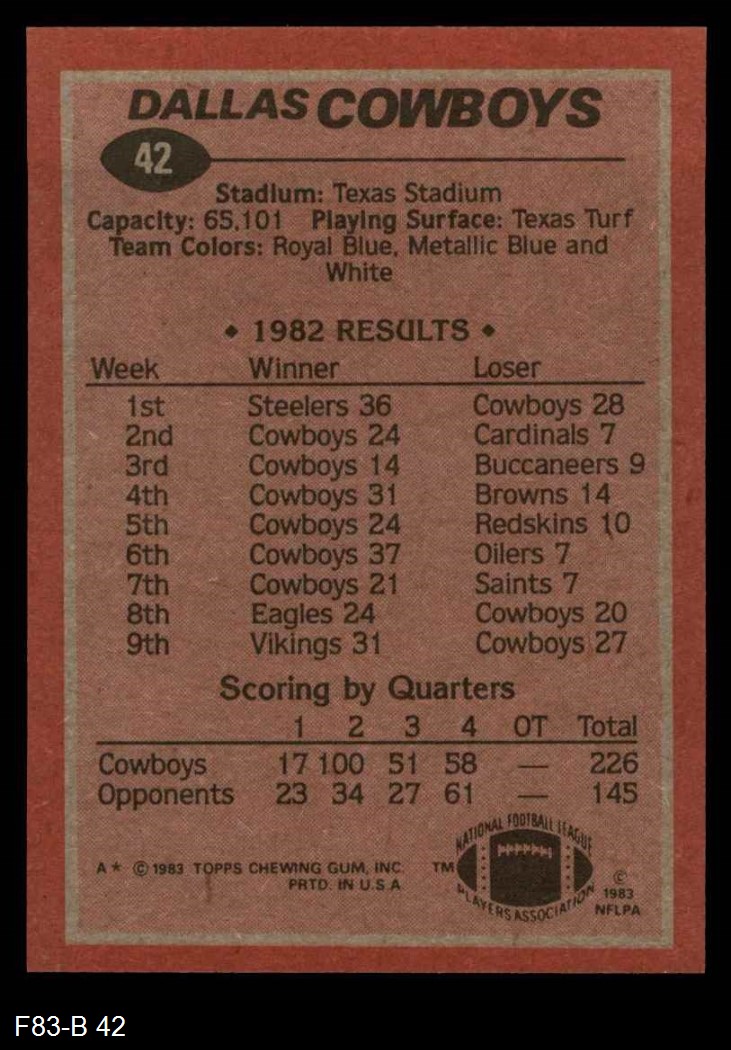 DALLAS COWBOYS
42
Stadium: Texas Stadium
Capacity: 65,101 Playing Surface: Texas Turf
Team Colors: Royal Blue, Metallic Blue and
White
◆ 1982 RESULTS ◆
Week Winner Loser
1st Steelers 36 Cowboys 28
2nd Cowboys 24 Cardinals 7
3rd Cowboys 14 Buccaneers 9
4th Cowboys 31 Browns 14
5th Cowboys 24 Redskins 10
6th Cowboys 37 Oilers 7
7th Cowboys 21 Saints 7
8th Eagles 24 Cowboys 20
9th Vikings 31 Cowboys 27
Scoring by Quarters
1 2 3 4 OT Total
Cowboys 17 100 51 58 — 226
Opponents 23 34 27 61 — 145
A* © 1983 TOPPS CHEWING GUM, INC.
PRTD. IN U.S.A.
TM
NATIONAL FOOTBALL LEAGUE
PLAYERS ASSOCIATION
©
1983
NFLPA
F83-B 42